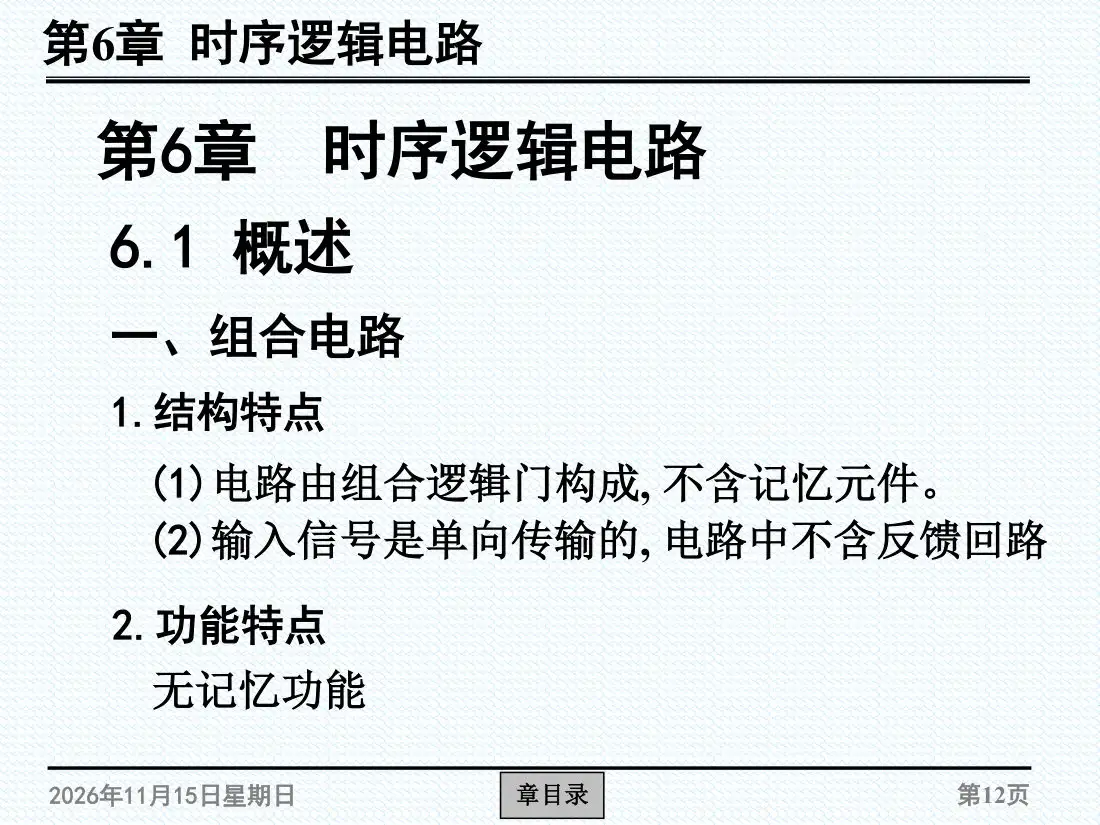 第6章 时序逻辑电路
第6章 时序逻辑电路
6.1 概述
一、组合电路
1.结构特点
(1)电路由组合逻辑门构成,不含记忆元件。
(2)输入信号是单向传输的,电路中不含反馈回路
2.功能特点
无记忆功能
2026年11月15日星期日
章目录
第12页